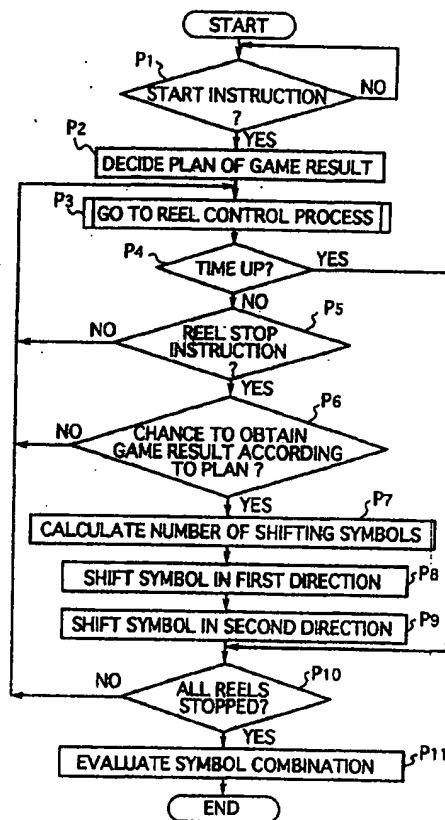 START
P1
START INSTRUCTION
?
NO
YES
P2
DECIDE PLAN OF GAME RESULT
P3
GO TO REEL CONTROL PROCESS
P4
TIME UP?
YES
NO
P5
REEL STOP
INSTRUCTION
?
NO
YES
P6
CHANCE TO OBTAIN
GAME RESULT ACCORDING
TO PLAN ?
NO
YES
P7
CALCULATE NUMBER OF SHIFTING SYMBOLS
SHIFT SYMBOL IN FIRST DIRECTION
P8
SHIFT SYMBOL IN SECOND DIRECTION
P9
P10
ALL REELS
STOPPED?
NO
YES
P11
EVALUATE SYMBOL COMBINATION
END